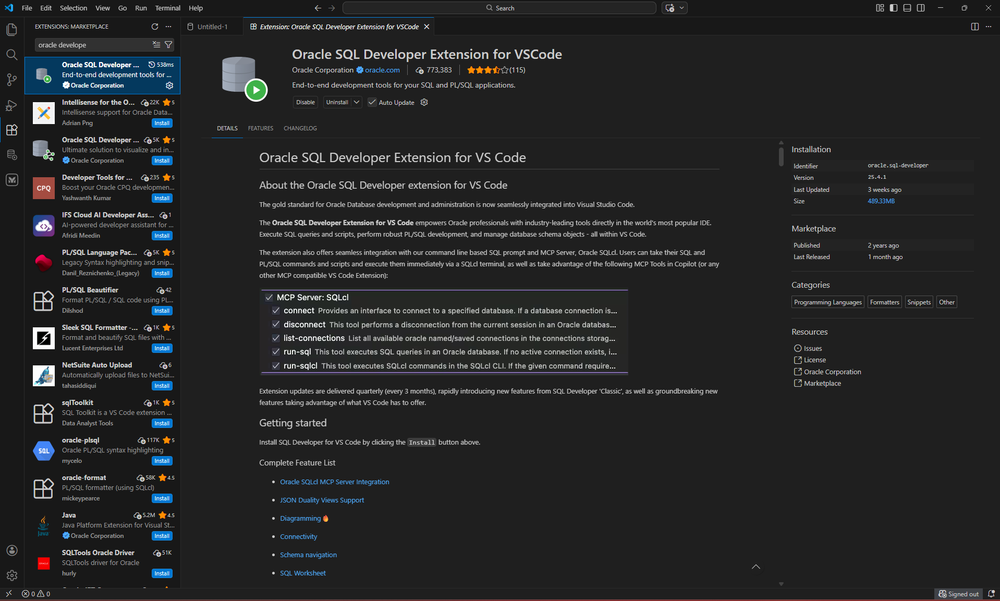 File Edit Selection View Go Run Terminal Help
Search
EXTENSIONS: MARKETPLACE
Untitled-1
Extension: Oracle SQL Developer Extension for VSCode
oracle develope
Oracle SQL Developer ... 538ms
End-to-end development tools for ...
Oracle Corporation
Intellisense for the O... 22K 5
Intellisense support for Oracle Data...
Adrian Png Install
Oracle SQL Developer ... 5K 5
Ultimate solution to visualize and in...
Oracle Corporation Install
CPQ
Developer Tools for ... 235 5
Boost your Oracle CPQ developmen...
Yashwanth Kumar Install
IFS Cloud AI Developer Ass... 1
AI-powered developer assistant for ...
Afridi Meedin Install
PL/SQL Language Pac... 5K 5
Legacy Syntax highlighting and snip...
Danil_Reznichenko_(Legacy) Install
PL/SQL Beautifier 42
Format PL/SQL / SQL code using PL...
Dilshod Install
Sleek SQL Formatter -... 1K 5
Format and beautify SQL files with ...
Lucent Enterprises Ltd Install
NetSuite Auto Upload 6
Automatically upload files to NetSui...
tahasiddiqui Install
sqlToolkit 1K 5
SQL Toolkit is a VS Code extension ...
Data Analyst Tools Install
SQL
oracle-plsql 117K 5
Oracle PL/SQL syntax highlighting
mycelo Install
oracle-format 58K 4.5
PL/SQL formatter (using SQLcl)
mickeypearce Install
Java
Java 5.2M 4.5
Java Platform Extension for Visual St...
Oracle Corporation Install
ORACLE
SQLTools Oracle Driver 51K
SQLTools driver for Oracle
hurly Install
Oracle SQL Developer Extension for VSCode
Oracle Corporation oracle.com 773,383 (115)
End-to-end development tools for your SQL and PL/SQL applications.
Disable Uninstall Auto Update
DETAILS FEATURES CHANGELOG
Oracle SQL Developer Extension for VS Code
About the Oracle SQL Developer extension for VS Code
The gold standard for Oracle Database development and administration is now seamlessly integrated into Visual Studio Code.
The Oracle SQL Developer Extension for VS Code empowers Oracle professionals with industry-leading tools directly in the world's most popular IDE.
Execute SQL queries and scripts, perform robust PL/SQL development, and manage database schema objects - all within VS Code.
The extension also offers seamless integration with our command line based SQL prompt and MCP Server, Oracle SQLcl. Users can take their SQL and
PL/SQL commands and scripts and execute them immediately via a SQLcl terminal, as well as take advantage of the following MCP Tools in Copilot (or any
other MCP compatible VS Code Extension):
MCP Server: SQLcl
connect Provides an interface to connect to a specified database. If a database connection is...
disconnect This tool performs a disconnection from the current session in an Oracle databas...
list-connections List all available oracle named/saved connections in the connections storag...
run-sql This tool executes SQL queries in an Oracle database. If no active connection exists, i...
run-sqlcl This tool executes SQLcl commands in the SQLcl CLI. If the given command require...
Extension updates are delivered quarterly (every 3 months), rapidly introducing new features from SQL Developer 'Classic', as well as groundbreaking new
features taking advantage of what VS Code has to offer.
Getting started
Install SQL Developer for VS Code by clicking the Install button above.
Complete Feature List
Oracle SQLcl MCP Server Integration
JSON Duality Views Support
Diagramming
Connectivity
Schema navigation
SQL Worksheet
Installation
Identifier oracle.sql-developer
Version 25.4.1
Last Updated 3 weeks ago
Size 489.33MB
Marketplace
Published 2 years ago
Last Released 1 month ago
Categories
Programming Languages Formatters Snippets Other
Resources
Issues
License
Oracle Corporation
Marketplace
0 0
Signed out